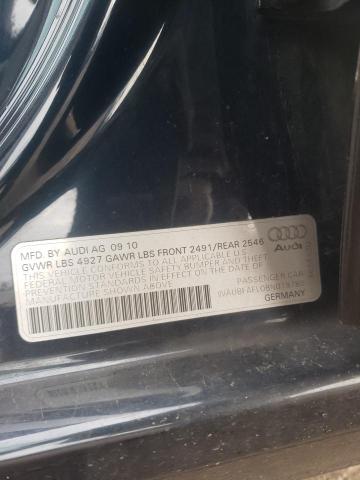 MFD. BY AUDI AG 09 10
GVWR LBS 4927 GAWR LBS FRONT 2491/REAR 2546
THIS VEHICLE CONFORMS TO ALL APPLICABLE U.S.
FEDERAL MOTOR VEHICLE SAFETY BUMPER AND THEFT
PREVENTION STANDARDS IN EFFECT ON THE DATE OF
MANUFACTURE SHOWN ABOVE
Audi
PASSENGER CAR
GERMANY